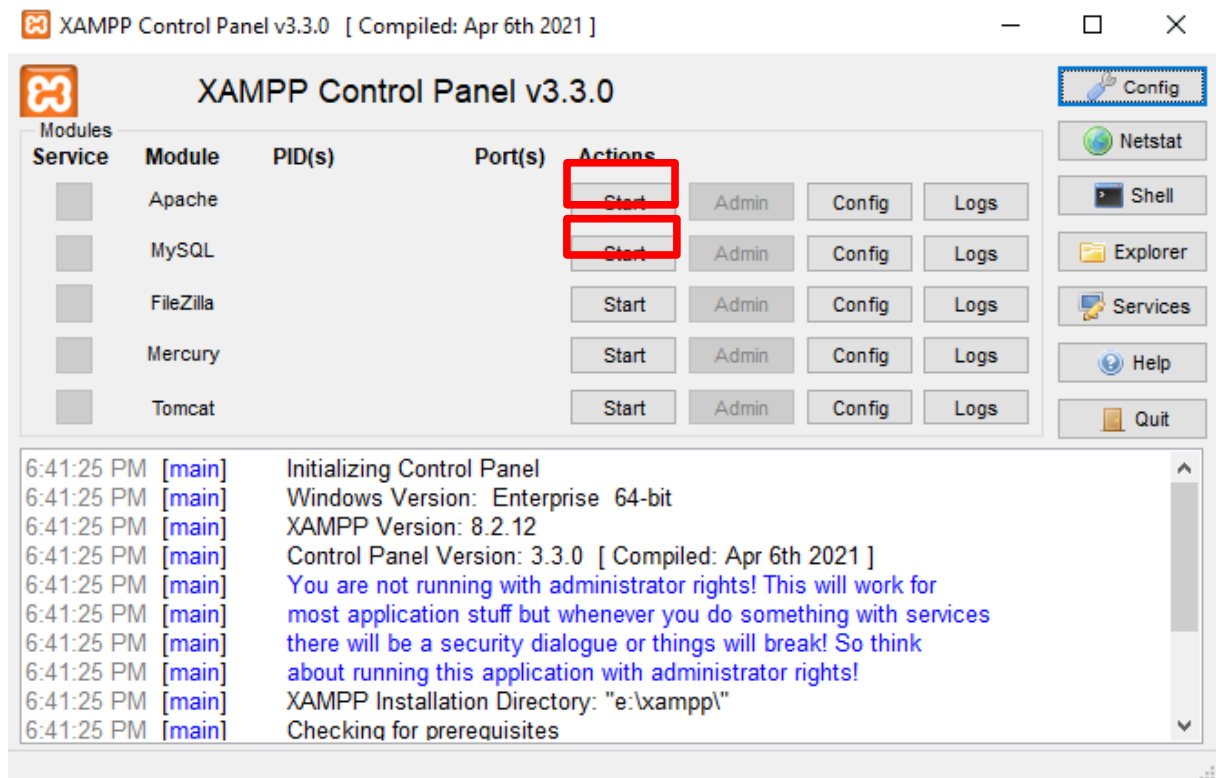 XAMPP Control Panel v3.3.0 [ Compiled: Apr 6th 2021 ]
XAMPP Control Panel v3.3.0
Config
Modules
Netstat
Service Module PID(s) Port(s) Actions
Shell
Apache Start Admin Config Logs
MySQL Start Admin Config Logs
Explorer
FileZilla Start Admin Config Logs
Services
Mercury Start Admin Config Logs
Help
Tomcat Start Admin Config Logs
Quit
6:41:25 PM [main] Initializing Control Panel
6:41:25 PM [main] Windows Version: Enterprise 64-bit
6:41:25 PM [main] XAMPP Version: 8.2.12
6:41:25 PM [main] Control Panel Version: 3.3.0 [ Compiled: Apr 6th 2021 ]
6:41:25 PM [main] You are not running with administrator rights! This will work for
6:41:25 PM [main] most application stuff but whenever you do something with services
6:41:25 PM [main] there will be a security dialogue or things will break! So think
6:41:25 PM [main] about running this application with administrator rights!
6:41:25 PM [main] XAMPP Installation Directory: "e:\xampp\"
6:41:25 PM [main] Checking for prerequisites